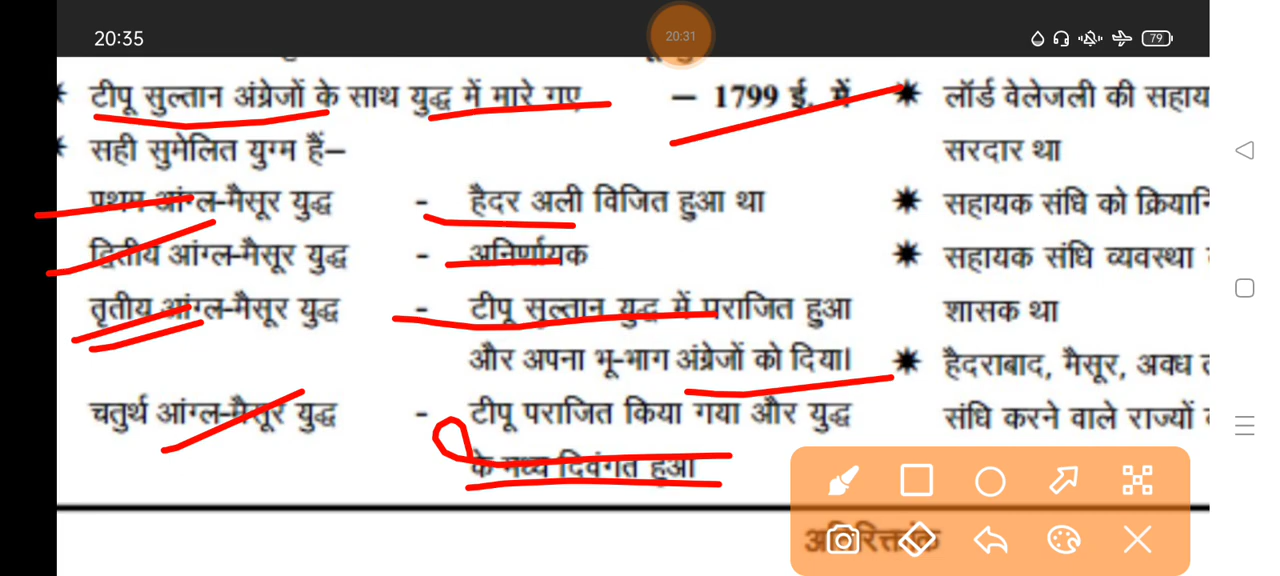 20:35
20:31
79
टीपू सुल्तान अंग्रेजों के साथ युद्ध में मारे गए – 1799 ई. में
सही सुमेलित युग्म हैं–
प्रथम आंग्ल-मैसूर युद्ध - हैदर अली विजित हुआ था
द्वितीय आंग्ल-मैसूर युद्ध - अनिर्णायक
तृतीय आंग्ल-मैसूर युद्ध - टीपू सुल्तान युद्ध में पराजित हुआ
और अपना भू-भाग अंग्रेजों को दिया।
चतुर्थ आंग्ल-मैसूर युद्ध - टीपू पराजित किया गया और युद्ध
के मध्य दिवंगत हुआ
लॉर्ड वेलेजली की
सरदार था
सहायक संधि को
सहायक संधि व्यवस्था
शासक था
हैदराबाद, मैसूर, अवध
संधि करने वाले राज्यों